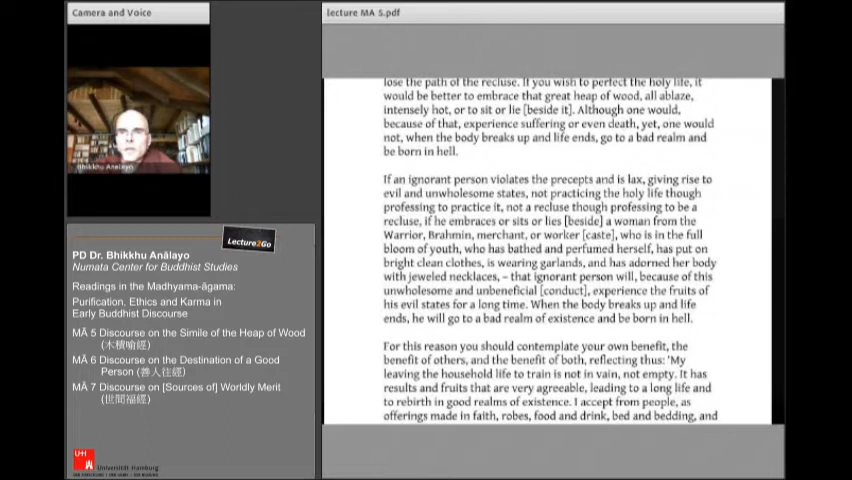 Camera and Voice
Bhikkhu Anālayo
Lecture2Go
PD Dr. Bhikkhu Anālayo
Numata Center for Buddhist Studies
Readings in the Madhyama-āgama:
Purification, Ethics and Karma in
Early Buddhist Discourse
MĀ 5 Discourse on the Simile of the Heap of Wood
(木積喻經)
MĀ 6 Discourse on the Destination of a Good
Person (善人往經)
MĀ 7 Discourse on [Sources of] Worldly Merit
(世間福經)
UH
Universität Hamburg
lecture MA 5.pdf
lose the path of the recluse. If you wish to perfect the holy life, it
would be better to embrace that great heap of wood, all ablaze,
intensely hot, or to sit or lie [beside it]. Although one would,
because of that, experience suffering or even death, yet, one would
not, when the body breaks up and life ends, go to a bad realm and
be born in hell.
If an ignorant person violates the precepts and is lax, giving rise to
evil and unwholesome states, not practicing the holy life though
professing to practice it, not a recluse though professing to be a
recluse, if he embraces or sits or lies [beside] a woman from the
Warrior, Brahmin, merchant, or worker [caste], who is in the full
bloom of youth, who has bathed and perfumed herself, has put on
bright clean clothes, is wearing garlands, and has adorned her body
with jeweled necklaces, – that ignorant person will, because of this
unwholesome and unbeneficial [conduct], experience the fruits of
his evil states for a long time. When the body breaks up and life
ends, he will go to a bad realm of existence and be born in hell.
For this reason you should contemplate your own benefit, the
benefit of others, and the benefit of both, reflecting thus: 'My
leaving the household life to train is not in vain, not empty. It has
results and fruits that are very agreeable, leading to a long life and
to rebirth in good realms of existence. I accept from people, as
offerings made in faith, robes, food and drink, bed and bedding, and